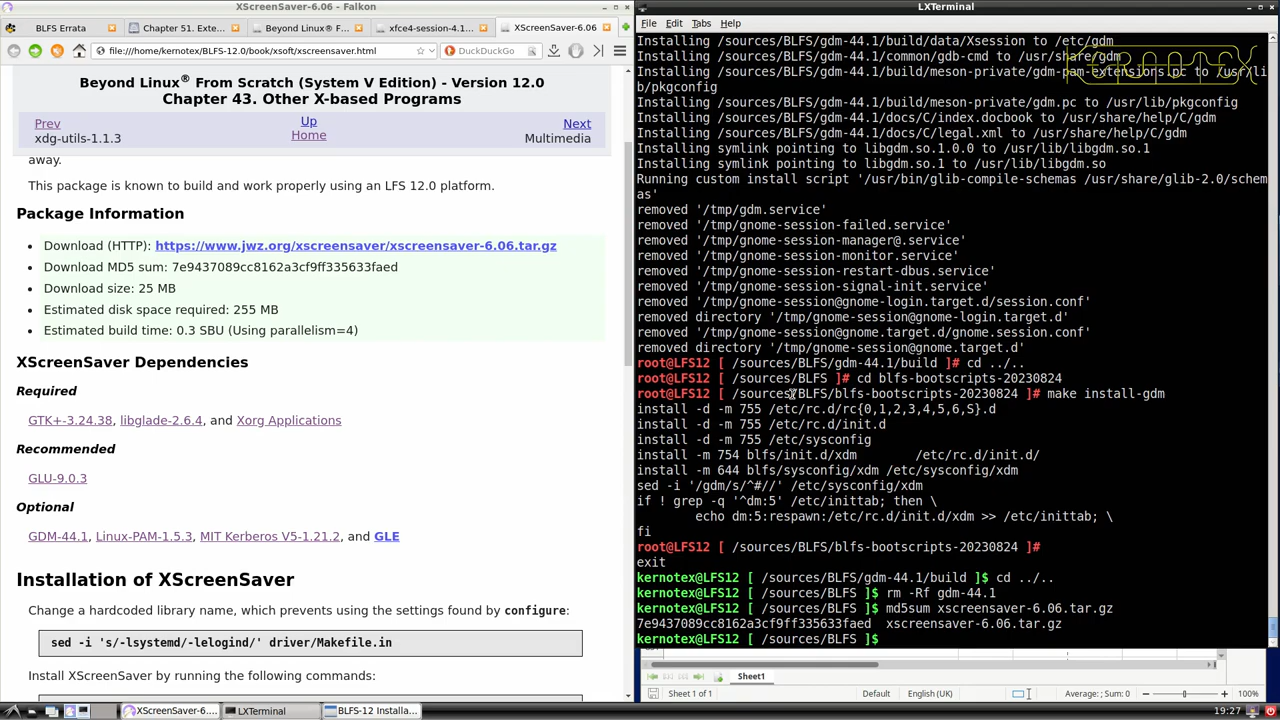 XScreenSaver-6.06 - Falkon
BLFS Errata
Chapter 51. Exte
Beyond Linux® F
xfce4-session-4.1
XScreenSaver-6.06
file:///home/kernotex/BLFS-12.0/book/xsoft/xscreensaver.html
DuckDuckGo
Beyond Linux® From Scratch (System V Edition) - Version 12.0
Chapter 43. Other X-based Programs
Prev
Up
Next
xdg-utils-1.1.3
Home
Multimedia
away.
This package is known to build and work properly using an LFS 12.0 platform.
Package Information
Download (HTTP): https://www.jwz.org/xscreensaver/xscreensaver-6.06.tar.gz
Download MD5 sum: 7e9437089cc8162a3cf9ff335633faed
Download size: 25 MB
Estimated disk space required: 255 MB
Estimated build time: 0.3 SBU (Using parallelism=4)
XScreenSaver Dependencies
Required
GTK+-3.24.38, libglade-2.6.4, and Xorg Applications
Recommended
GLU-9.0.3
Optional
GDM-44.1, Linux-PAM-1.5.3, MIT Kerberos V5-1.21.2, and GLE
Installation of XScreenSaver
Change a hardcoded library name, which prevents using the settings found by configure:
sed -i 's/-lsystemd/-lelogind/' driver/Makefile.in
Install XScreenSaver by running the following commands:
LXTerminal
File Edit Tabs Help
Installing /sources/BLFS/gdm-44.1/build/data/Xsession to /etc/gdm
Installing /sources/BLFS/gdm-44.1/common/gdb-cmd to /usr/share/gdm
Installing /sources/BLFS/gdm-44.1/build/meson-private/gdm-pam-extensions.pc to /usr/li
b/pkgconfig
Installing /sources/BLFS/gdm-44.1/build/meson-private/gdm.pc to /usr/lib/pkgconfig
Installing /sources/BLFS/gdm-44.1/docs/C/index.docbook to /usr/share/help/C/gdm
Installing /sources/BLFS/gdm-44.1/docs/C/legal.xml to /usr/share/help/C/gdm
Installing symlink pointing to libgdm.so.1.0.0 to /usr/lib/libgdm.so.1
Installing symlink pointing to libgdm.so.1 to /usr/lib/libgdm.so
Running custom install script '/usr/bin/glib-compile-schemas /usr/share/glib-2.0/schem
as'
removed '/tmp/gdm.service'
removed '/tmp/gnome-session-failed.service'
removed '/tmp/gnome-session-manager@.service'
removed '/tmp/gnome-session-monitor.service'
removed '/tmp/gnome-session-restart-dbus.service'
removed '/tmp/gnome-session-signal-init.service'
removed '/tmp/gnome-session@gnome-login.target.d/session.conf'
removed directory '/tmp/gnome-session@gnome-login.target.d'
removed '/tmp/gnome-session@gnome.target.d/gnome.session.conf'
removed directory '/tmp/gnome-session@gnome.target.d'
root@LFS12 [ /sources/BLFS/gdm-44.1/build ]# cd ../..
root@LFS12 [ /sources/BLFS ]# cd blfs-bootscripts-20230824
root@LFS12 [ /sources/BLFS/blfs-bootscripts-20230824 ]# make install-gdm
install -d -m 755 /etc/rc.d/rc{0,1,2,3,4,5,6,S}.d
install -d -m 755 /etc/rc.d/init.d
install -d -m 755 /etc/sysconfig
install -m 754 blfs/init.d/xdm /etc/rc.d/init.d/
install -m 644 blfs/sysconfig/xdm /etc/sysconfig/xdm
sed -i '/gdm/s/^#//' /etc/sysconfig/xdm
if ! grep -q '^dm:5' /etc/inittab; then \
echo dm:5:respawn:/etc/rc.d/init.d/xdm >> /etc/inittab; \
fi
root@LFS12 [ /sources/BLFS/blfs-bootscripts-20230824 ]#
exit
kernotex@LFS12 [ /sources/BLFS/gdm-44.1/build ]$ cd ../..
kernotex@LFS12 [ /sources/BLFS ]$ rm -Rf gdm-44.1
kernotex@LFS12 [ /sources/BLFS ]$ md5sum xscreensaver-6.06.tar.gz
7e9437089cc8162a3cf9ff335633faed  xscreensaver-6.06.tar.gz
kernotex@LFS12 [ /sources/BLFS ]$
KERNOTEX
Sheet1
Sheet 1 of 1
Default
English (UK)
Average: ; Sum: 0
100%
XScreenSaver-6....
LXTerminal
BLFS-12 Installa...
19:27